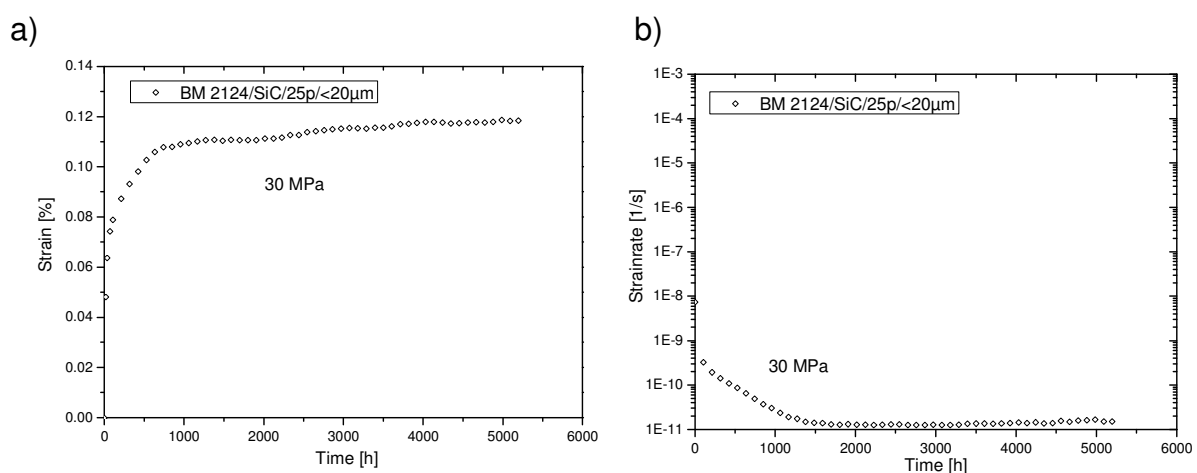 a)
0.14
0.12
0.10
0.08
0.06
0.04
0.02
0.00
Strain [%]
BM 2124/SiC/25p/<20µm
30 MPa
0
1000
2000
3000
4000
5000
6000
Time [h]
b)
1E-3
1E-4
1E-5
1E-6
1E-7
1E-8
1E-9
1E-10
1E-11
Strainrate [1/s]
BM 2124/SiC/25p/<20µm
30 MPa
0
1000
2000
3000
4000
5000
6000
Time [h]